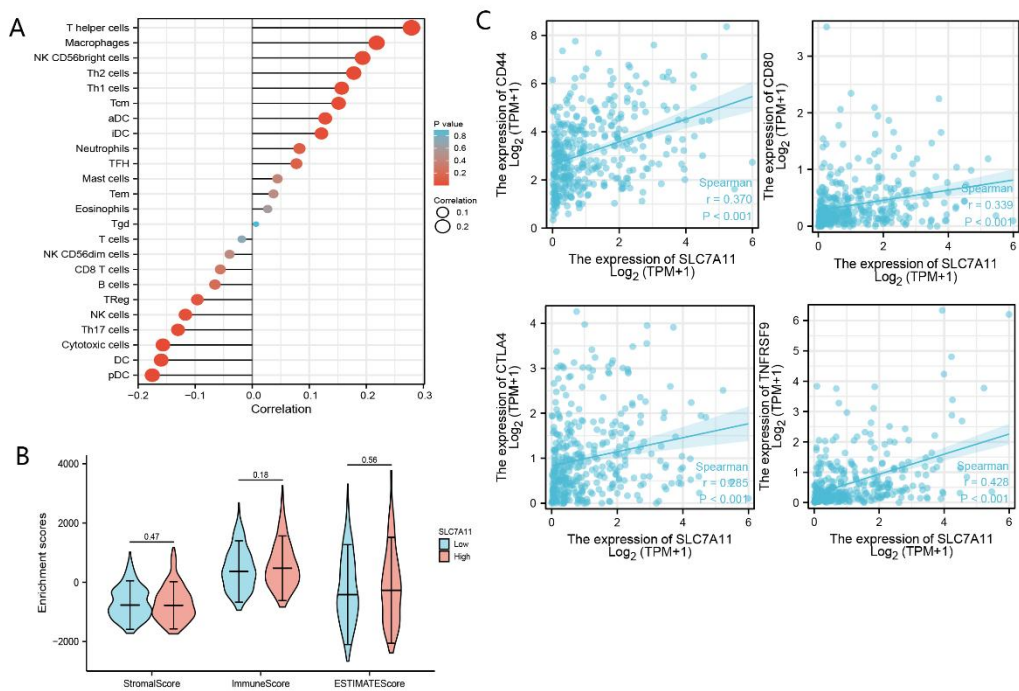 A
T helper cells
Macrophages
NK CD56bright cells
Th2 cells
Th1 cells
Tcm
aDC
iDC
Neutrophils
TFH
Mast cells
Tem
Eosinophils
Tgd
T cells
NK CD56dim cells
CD8 T cells
B cells
TReg
NK cells
Th17 cells
Cytotoxic cells
DC
pDC
−0.2 −0.1 0.0 0.1 0.2 0.3
Correlation
P value
0.8
0.6
0.4
0.2
Correlation
0.1
0.2
B
Enrichment scores
4000
2000
0
−2000
0.47
0.18
0.56
StromalScore ImmuneScore ESTIMATEScore
SLC7A11
Low
High
C
The expression of CD44
Log2 (TPM+1)
8
6
4
2
0
Spearman
r = 0.370
P < 0.001
0 2 4 6
The expression of SLC7A11
Log2 (TPM+1)
The expression of CD80
Log2 (TPM+1)
3
2
1
0
Spearman
r = 0.339
P < 0.001
0 2 4 6
The expression of SLC7A11
Log2 (TPM+1)
The expression of CTLA4
Log2 (TPM+1)
4
3
2
1
0
Spearman
r = 0.285
P < 0.001
0 2 4 6
The expression of SLC7A11
Log2 (TPM+1)
The expression of TNFRSF9
Log2 (TPM+1)
6
5
4
3
2
1
0
Spearman
r = 0.428
P < 0.001
0 2 4 6
The expression of SLC7A11
Log2 (TPM+1)